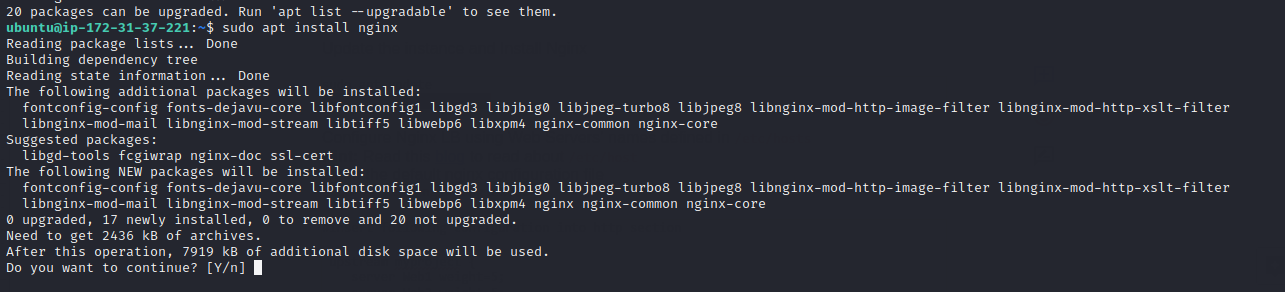 20 packages can be upgraded. Run 'apt list --upgradable' to see them.
ubuntu@ip-172-31-37-221:~$ sudo apt install nginx
Reading package lists... Done
Building dependency tree
Reading state information... Done
The following additional packages will be installed:
  fontconfig-config fonts-dejavu-core libfontconfig1 libgd3 libjbig0 libjpeg-turbo8 libjpeg8 libnginx-mod-http-image-filter libnginx-mod-http-xslt-filter
  libnginx-mod-mail libnginx-mod-stream libtiff5 libwebp6 libxpm4 nginx-common nginx-core
Suggested packages:
  libgd-tools fcgiwrap nginx-doc ssl-cert
The following NEW packages will be installed:
  fontconfig-config fonts-dejavu-core libfontconfig1 libgd3 libjbig0 libjpeg-turbo8 libjpeg8 libnginx-mod-http-image-filter libnginx-mod-http-xslt-filter
  libnginx-mod-mail libnginx-mod-stream libtiff5 libwebp6 libxpm4 nginx nginx-common nginx-core
0 upgraded, 17 newly installed, 0 to remove and 20 not upgraded.
Need to get 2436 kB of archives.
After this operation, 7919 kB of additional disk space will be used.
Do you want to continue? [Y/n]